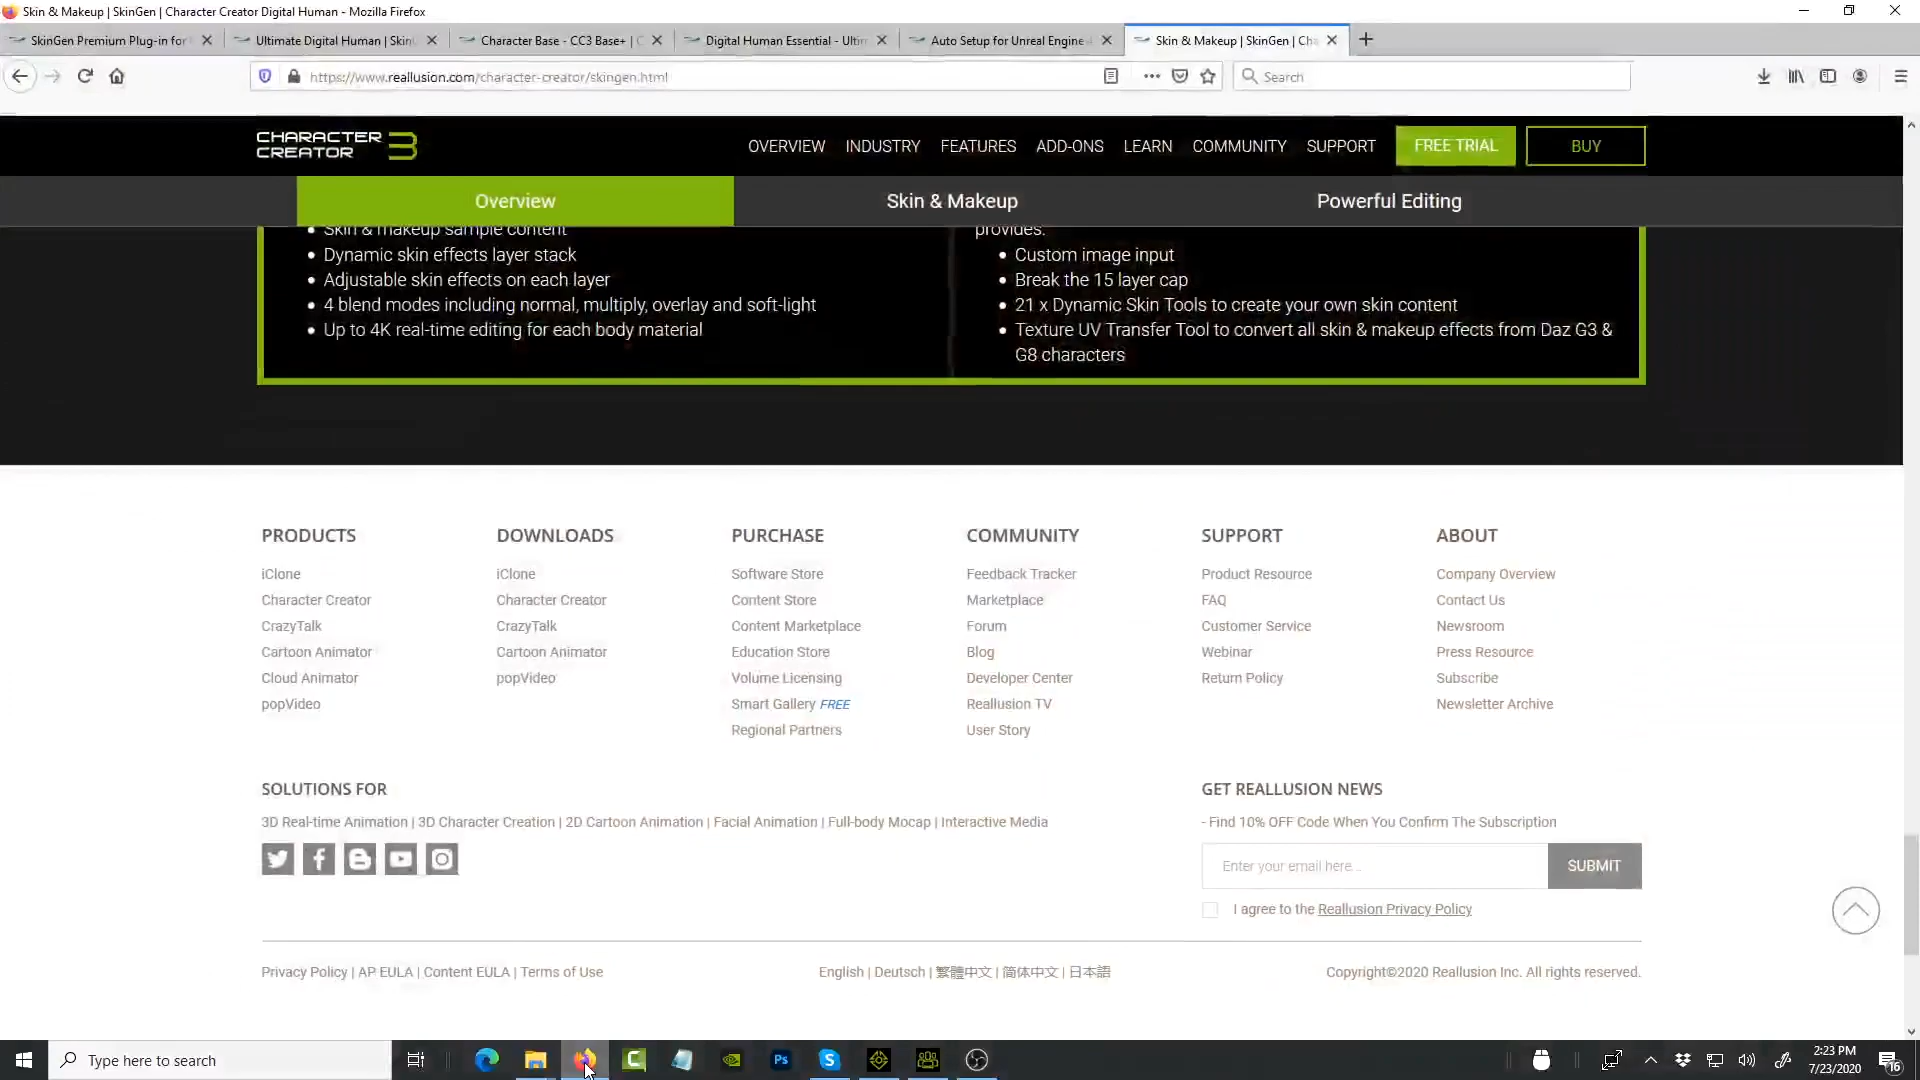 Skin & Makeup | SkinGen | Character Creator Digital Human - Mozilla Firefox
SkinGen Premium Plug-in for
Ultimate Digital Human | Skin
Character Base - CC3 Base+ | C
Digital Human Essential - Ultim
Auto Setup for Unreal Engine
Skin & Makeup | SkinGen | Cha
https://www.reallusion.com/character-creator/skingen.html
Search
CHARACTER CREATOR 3
OVERVIEW INDUSTRY FEATURES ADD-ONS LEARN COMMUNITY SUPPORT FREE TRIAL BUY
Overview Skin & Makeup Powerful Editing
• Skin & makeup sample content
• Dynamic skin effects layer stack
• Adjustable skin effects on each layer
• 4 blend modes including normal, multiply, overlay and soft-light
• Up to 4K real-time editing for each body material
provides:
• Custom image input
• Break the 15 layer cap
• 21 x Dynamic Skin Tools to create your own skin content
• Texture UV Transfer Tool to convert all skin & makeup effects from Daz G3 &
G8 characters
PRODUCTS
iClone
Character Creator
CrazyTalk
Cartoon Animator
Cloud Animator
popVideo
DOWNLOADS
iClone
Character Creator
CrazyTalk
Cartoon Animator
popVideo
PURCHASE
Software Store
Content Store
Content Marketplace
Education Store
Volume Licensing
Smart Gallery FREE
Regional Partners
COMMUNITY
Feedback Tracker
Marketplace
Forum
Blog
Developer Center
Reallusion TV
User Story
SUPPORT
Product Resource
FAQ
Customer Service
Webinar
Return Policy
ABOUT
Company Overview
Contact Us
Newsroom
Press Resource
Subscribe
Newsletter Archive
SOLUTIONS FOR
3D Real-time Animation | 3D Character Creation | 2D Cartoon Animation | Facial Animation | Full-body Mocap | Interactive Media
GET REALLUSION NEWS
- Find 10% OFF Code When You Confirm The Subscription
Enter your email here... SUBMIT
I agree to the Reallusion Privacy Policy
Privacy Policy | AP EULA | Content EULA | Terms of Use
English | Deutsch | 繁體中文 | 简体中文 | 日本語
Copyright©2020 Reallusion Inc. All rights reserved.
Type here to search
Ps
2:23 PM
7/23/2020
16